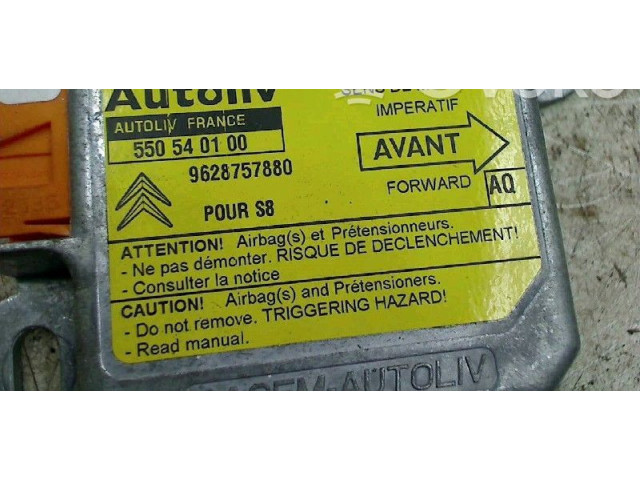 Autoliv
IMPERATIF
AUTOLIV FRANCE
550 54 01 00
AVANT
9628757880
FORWARD
AQ
POUR S8
ATTENTION! Airbag(s) et Prétensionneurs.
- Ne pas démonter. RISQUE DE DECLENCHEMENT!
- Consulter la notice
CAUTION! Airbag(s) and Prétensioners.
- Do not remove. TRIGGERING HAZARD!
- Read manual.
-AUTOLIV